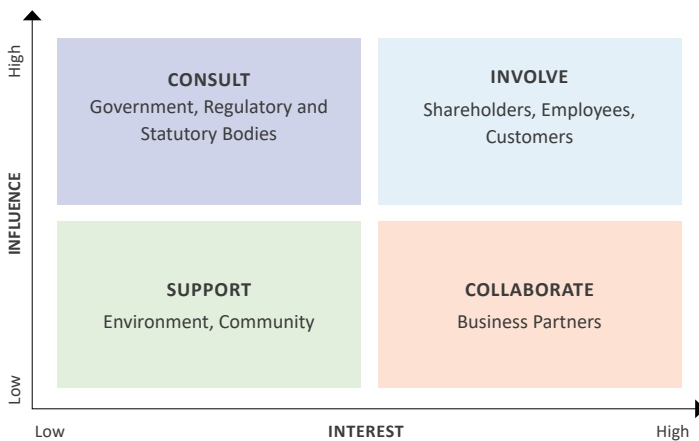 High
CONSULT
Government, Regulatory and
Statutory Bodies
INVOLVE
Shareholders, Employees,
Customers
INFLUENCE
SUPPORT
Environment, Community
COLLABORATE
Business Partners
Low
Low
INTEREST
High